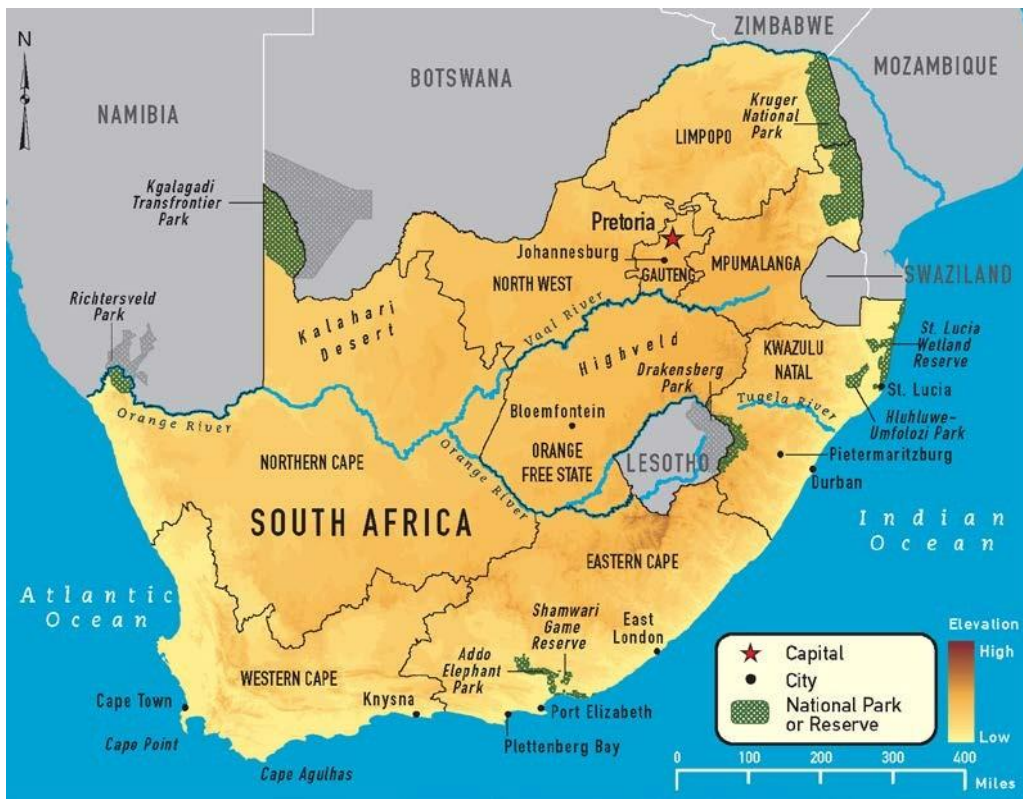 N
ZIMBABWE
MOZAMBIQUE
BOTSWANA
NAMIBIA
Kruger
National
Park
LIMPOPO
Kgalagadi
Transfrontier
Park
Pretoria
Johannesburg
GAUTENG
MPUMALANGA
NORTH WEST
SWAZILAND
Richtersveld
Park
Kalahari
Desert
Vaal River
Highveld
KWAZULU
NATAL
St. Lucia
Wetland
Reserve
Drakensberg
Park
St. Lucia
Tugela River
Hluhluwe-
Umfolozi Park
Orange River
Bloemfontein
Orange River
ORANGE
FREE STATE
LESOTHO
Pietermaritzburg
Durban
NORTHERN CAPE
SOUTH AFRICA
Indian
Ocean
EASTERN CAPE
Atlantic
Ocean
Shamwari
Game
Reserve
East
London
Addo
Elephant
Park
WESTERN CAPE
Knysna
Cape Town
Port Elizabeth
Cape Point
Plettenberg Bay
Cape Agulhas
Elevation
High
Low
Capital
City
National Park
or Reserve
0 100 200 300 400
Miles